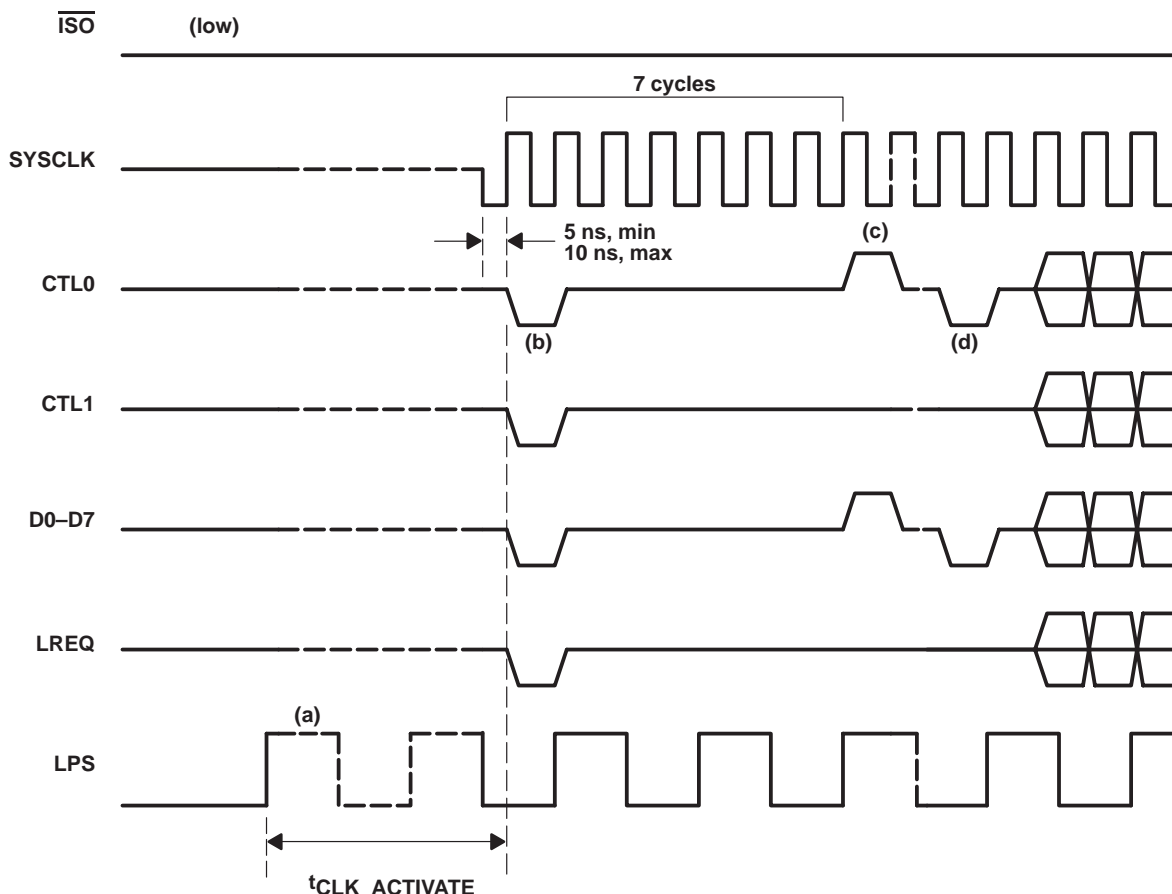 ISO (low)
7 cycles
SYSCLK
5 ns, min
10 ns, max
(c)
CTL0
(b) (d)
CTL1
D0–D7
LREQ
(a)
LPS
tCLK_ACTIVATE